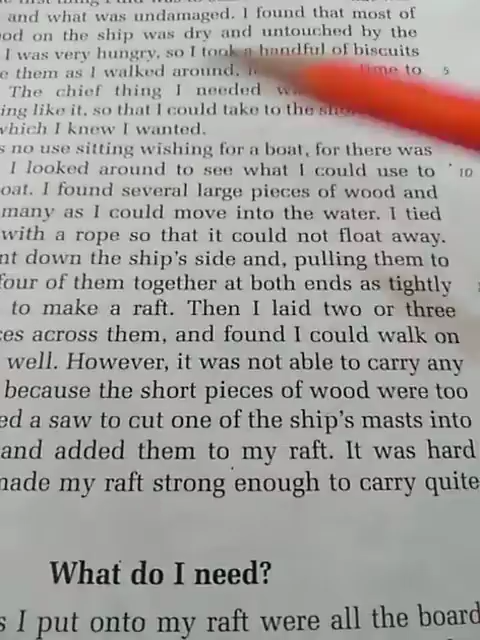 and what was undamaged. I found that most of
on the ship was dry and untouched by the
I was very hungry, so I took a handful of biscuits
them as I walked around, to 5
The chief thing I needed
like it, so that I could take to the
which I knew I wanted.
no use sitting wishing for a boat, for there was
I looked around to see what I could use to 10
I found several large pieces of wood and
many as I could move into the water. I tied
with a rope so that it could not float away.
down the ship's side and, pulling them to
four of them together at both ends as tightly
to make a raft. Then I laid two or three
across them, and found I could walk on
well. However, it was not able to carry any
because the short pieces of wood were too
a saw to cut one of the ship's masts into
and added them to my raft. It was hard
made my raft strong enough to carry quite
What do I need?
I put onto my raft were all the board